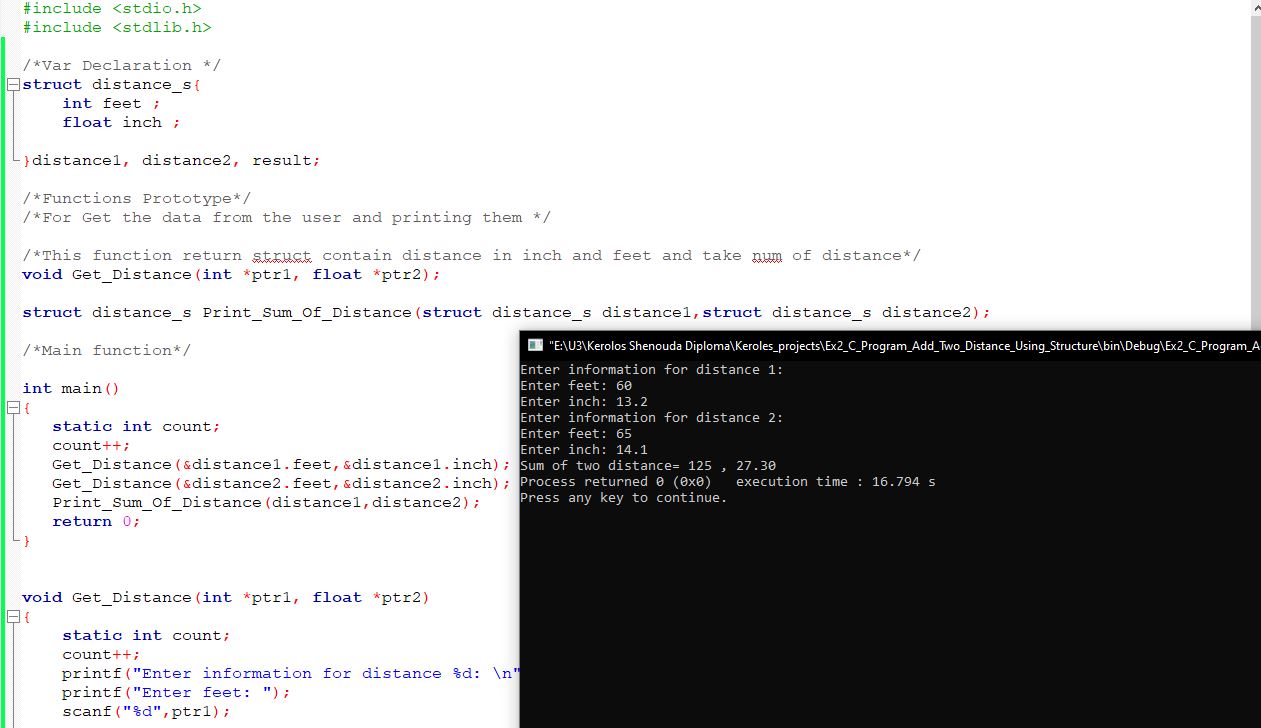 #include <stdio.h>
#include <stdlib.h>
/*Var Declaration */
struct distance_s{
int feet ;
float inch ;
}distance1, distance2, result;
/*Functions Prototype*/
/*For Get the data from the user and printing them */
/*This function return struct contain distance in inch and feet and take num of distance*/
void Get_Distance(int *ptr1, float *ptr2);
struct distance_s Print_Sum_Of_Distance(struct distance_s distance1,struct distance_s distance2);
/*Main function*/
int main()
{
static int count;
count++;
Get_Distance(&distance1.feet,&distance1.inch);
Get_Distance(&distance2.feet,&distance2.inch);
Print_Sum_Of_Distance(distance1,distance2);
return 0;
}
void Get_Distance(int *ptr1, float *ptr2)
{
static int count;
count++;
printf("Enter information for distance %d: \n"
printf("Enter feet: ");
scanf("%d",ptr1);
"E:\U3\Kerolos Shenouda Diploma\Keroles_projects\Ex2_C_Program_Add_Two_Distance_Using_Structure\bin\Debug\Ex2_C_Program_A
Enter information for distance 1:
Enter feet: 60
Enter inch: 13.2
Enter information for distance 2:
Enter feet: 65
Enter inch: 14.1
Sum of two distance= 125 , 27.30
Process returned 0 (0x0)   execution time : 16.794 s
Press any key to continue.